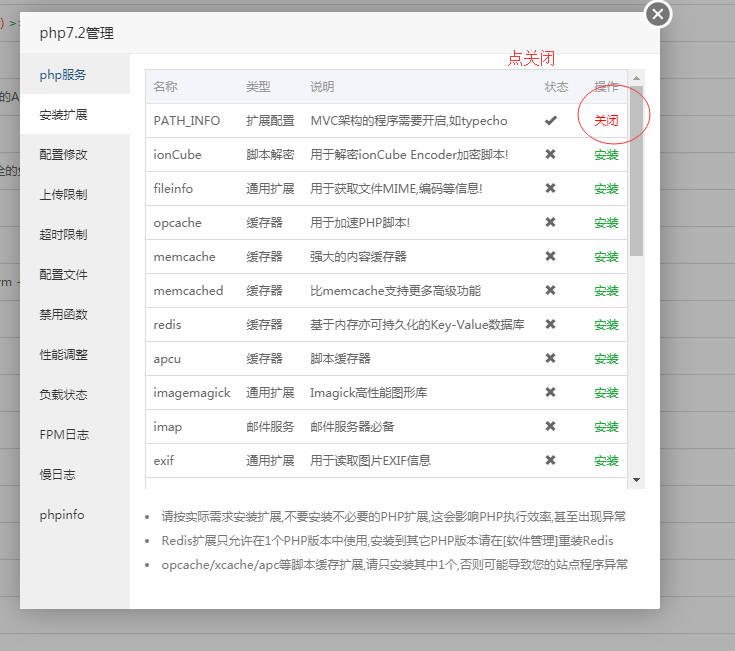 php7.2管理
点关闭
php服务
安装扩展
配置修改
上传限制
超时限制
配置文件
禁用函数
性能调整
负载状态
FPM日志
慢日志
phpinfo
名称 类型 说明 状态 操作
PATH_INFO 扩展配置 MVC架构的程序需要开启,如typecho 关闭
ionCube 脚本解密 用于解密ionCube Encoder加密脚本! 安装
fileinfo 通用扩展 用于获取文件MIME,编码等信息! 安装
opcache 缓存器 用于加速PHP脚本! 安装
memcache 缓存器 强大的内容缓存器 安装
memcached 缓存器 比memcache支持更多高级功能 安装
redis 缓存器 基于内存亦可持久化的Key-Value数据库 安装
apcu 缓存器 脚本缓存器 安装
imagemagick 通用扩展 Imagick高性能图形库 安装
imap 邮件服务 邮件服务器必备 安装
exif 通用扩展 用于读取图片EXIF信息 安装
请按实际需求安装扩展,不要安装不必要的PHP扩展,这会影响PHP执行效率,甚至出现异常
Redis扩展只允许在1个PHP版本中使用,安装到其它PHP版本请在[软件管理]重装Redis
opcache/xcache/apc等脚本缓存扩展,请只安装其中1个,否则可能导致您的站点程序异常